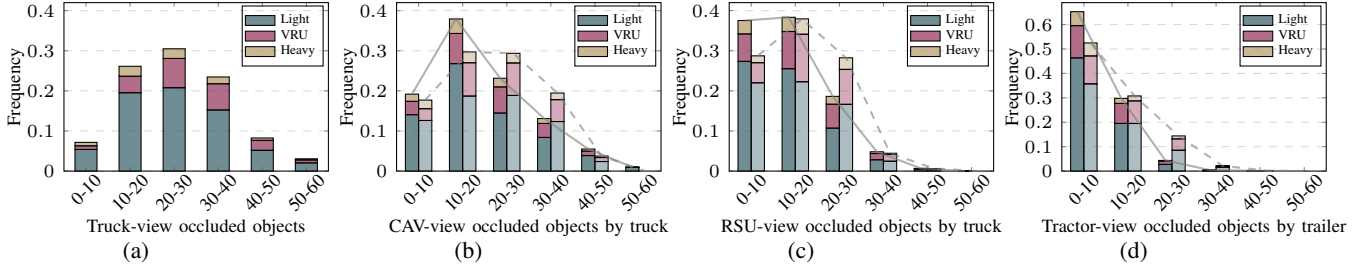 0.4
0.3
0.2
0.1
0
Frequency
Light
VRU
Heavy
0-10
10-20
20-30
30-40
40-50
50-60
Truck-view occluded objects
(a)
0.4
0.3
0.2
0.1
0
Frequency
Light
VRU
Heavy
0-10
10-20
20-30
30-40
40-50
50-60
CAV-view occluded objects by truck
(b)
0.4
0.3
0.2
0.1
0
Frequency
Light
VRU
Heavy
0-10
10-20
20-30
30-40
40-50
50-60
RSU-view occluded objects by truck
(c)
0.6
0.5
0.4
0.3
0.2
0.1
0
Frequency
Light
VRU
Heavy
0-10
10-20
20-30
30-40
40-50
50-60
Tractor-view occluded objects by trailer
(d)